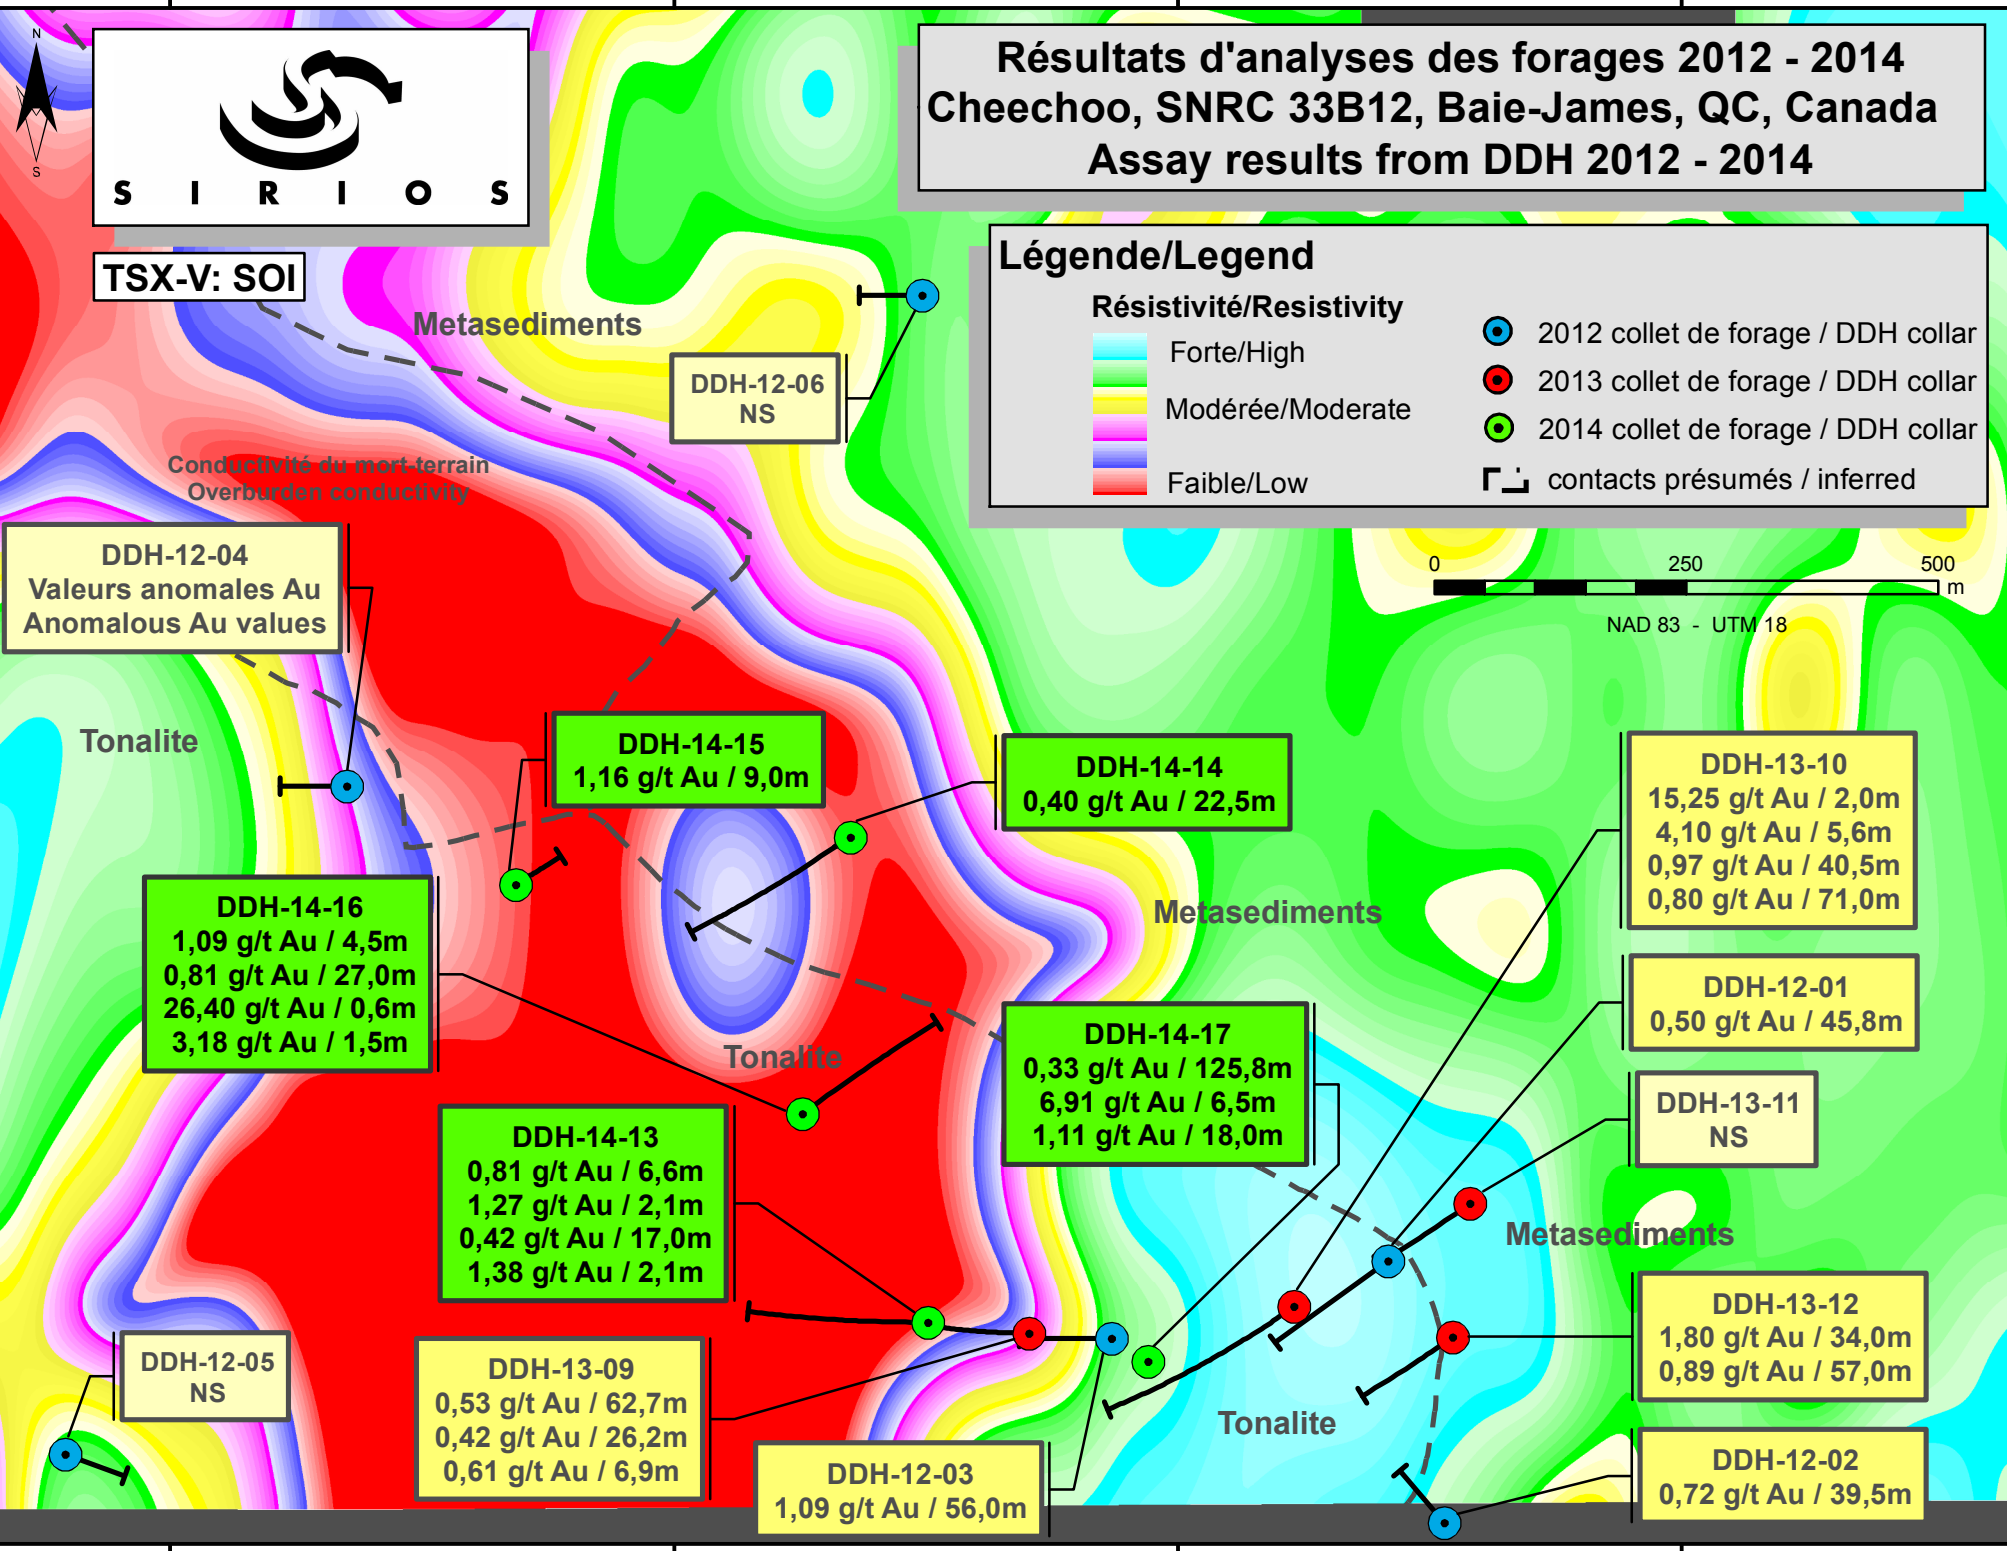 N
S
SIRIOS
TSX-V: SOI
Résultats d'analyses des forages 2012 - 2014
Cheechoo, SNRC 33B12, Baie-James, QC, Canada
Assay results from DDH 2012 - 2014
Légende/Legend
Résistivité/Resistivity
Forte/High
Modérée/Moderate
Faible/Low
2012 collet de forage / DDH collar
2013 collet de forage / DDH collar
2014 collet de forage / DDH collar
contacts présumés / inferred
0 250 500
m
NAD 83 - UTM 18
Metasediments
DDH-12-06
NS
Conductivité du mort-terrain
Overburden conductivity
DDH-12-04
Valeurs anomales Au
Anomalous Au values
Tonalite
DDH-14-15
1,16 g/t Au / 9,0m
DDH-14-14
0,40 g/t Au / 22,5m
DDH-13-10
15,25 g/t Au / 2,0m
4,10 g/t Au / 5,6m
0,97 g/t Au / 40,5m
0,80 g/t Au / 71,0m
DDH-14-16
1,09 g/t Au / 4,5m
0,81 g/t Au / 27,0m
26,40 g/t Au / 0,6m
3,18 g/t Au / 1,5m
Metasediments
DDH-12-01
0,50 g/t Au / 45,8m
Tonalite
DDH-14-17
0,33 g/t Au / 125,8m
6,91 g/t Au / 6,5m
1,11 g/t Au / 18,0m
DDH-13-11
NS
DDH-14-13
0,81 g/t Au / 6,6m
1,27 g/t Au / 2,1m
0,42 g/t Au / 17,0m
1,38 g/t Au / 2,1m
Metasediments
DDH-13-12
1,80 g/t Au / 34,0m
0,89 g/t Au / 57,0m
DDH-12-05
NS
DDH-13-09
0,53 g/t Au / 62,7m
0,42 g/t Au / 26,2m
0,61 g/t Au / 6,9m
Tonalite
DDH-12-03
1,09 g/t Au / 56,0m
DDH-12-02
0,72 g/t Au / 39,5m